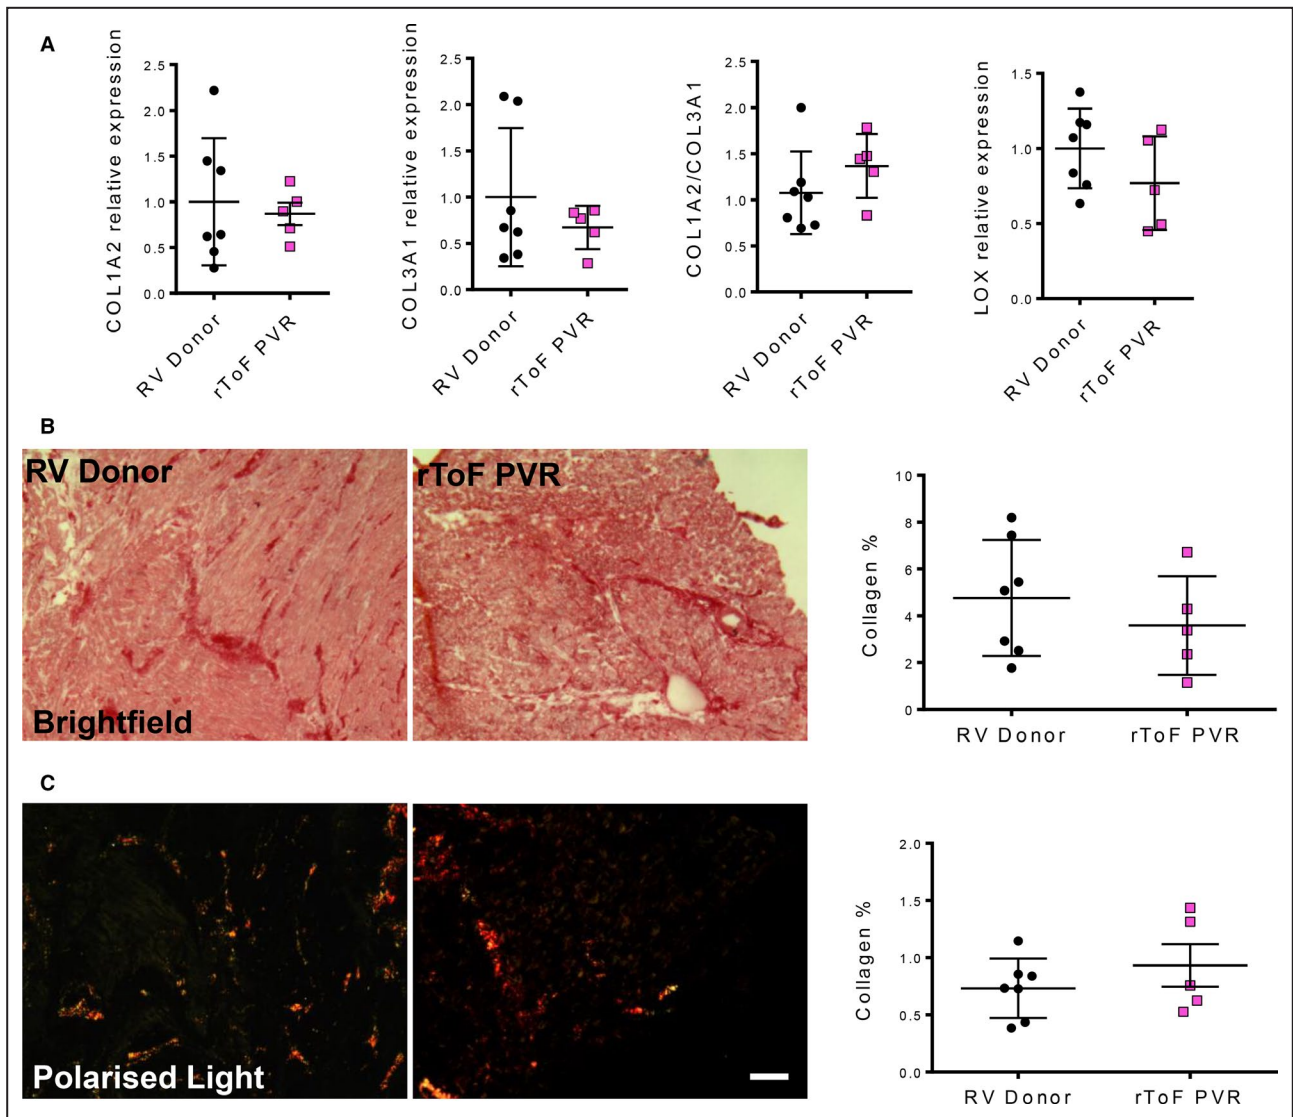 A
COL1A2 relative expression
2.5
2.0
1.5
1.0
0.5
0.0
RV Donor
rToF PVR
COL3A1 relative expression
2.5
2.0
1.5
1.0
0.5
0.0
RV Donor
rToF PVR
COL1A2/COL3A1
2.5
2.0
1.5
1.0
0.5
0.0
RV Donor
rToF PVR
LOX relative expression
1.5
1.0
0.5
0.0
RV Donor
rToF PVR
B
RV Donor
Brightfield
rToF PVR
Collagen %
10
8
6
4
2
0
RV Donor
rToF PVR
C
Polarised Light
Collagen %
2.0
1.5
1.0
0.5
0.0
RV Donor
rToF PVR